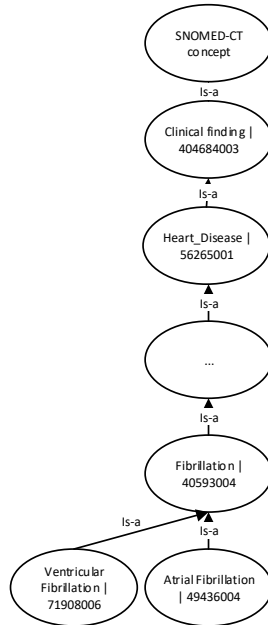 SNOMED-CT
concept
Is-a
Clinical finding |
404684003
Is-a
Heart_Disease |
56265001
Is-a
...
Is-a
Fibrillation |
40593004
Is-a
Is-a
Ventricular
Fibrillation |
71908006
Atrial Fibrillation
| 49436004